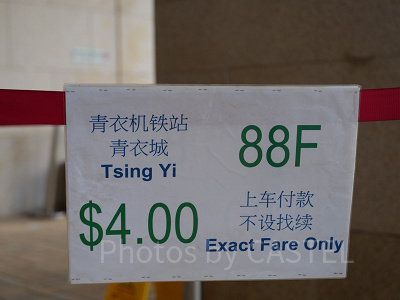 青衣机铁站
青衣城
Tsing Yi
88F
$4.00
上车付款
不设找续
Exact Fare Only
Photos by CASTEL